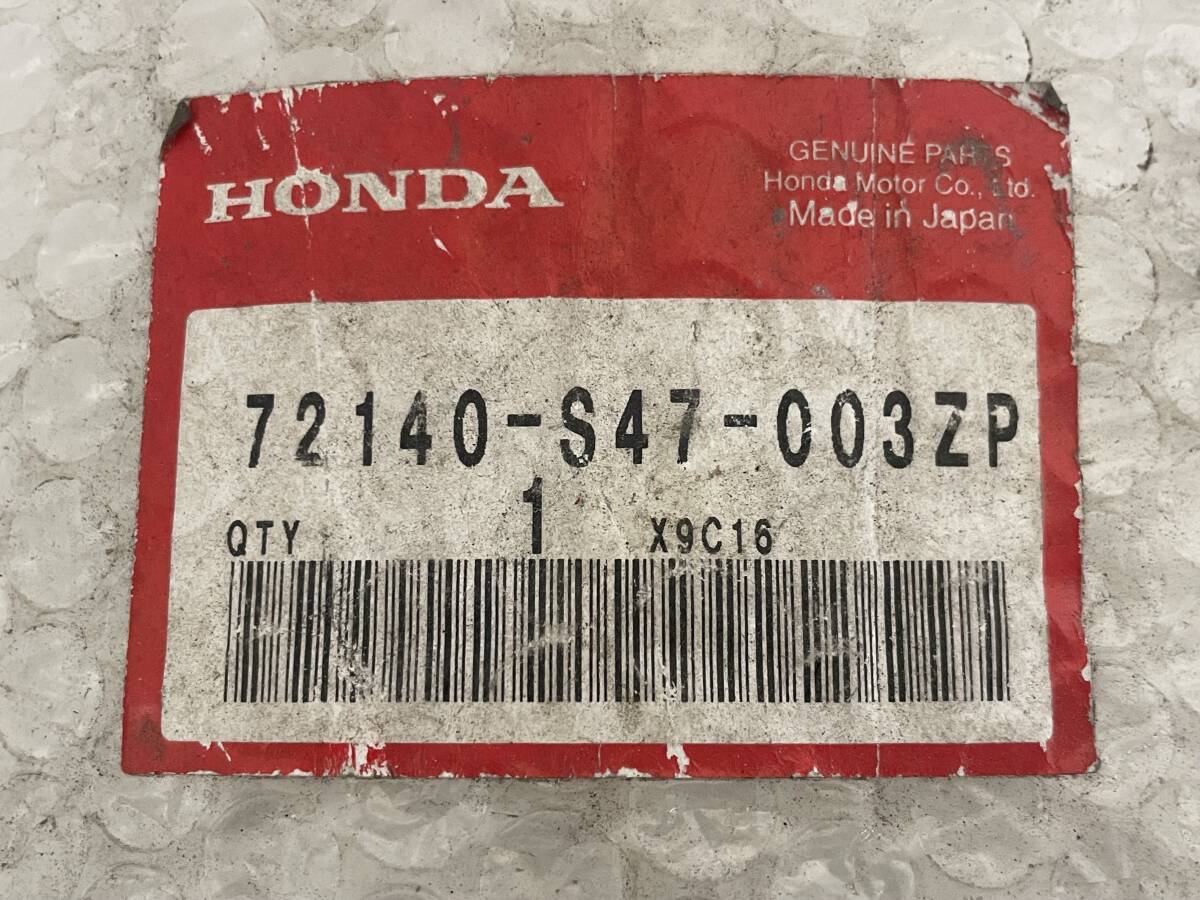 HONDA
GENUINE PARTS
Honda Motor Co., Ltd.
Made in Japan
72140-S47-003ZP
QTY 1 X9C16